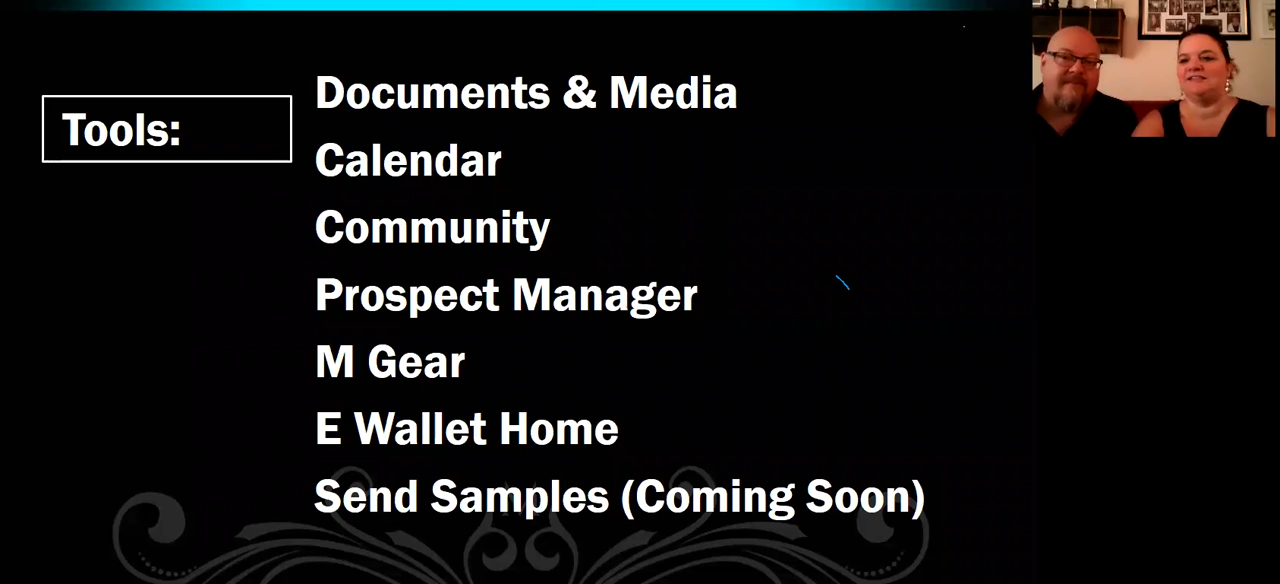 Tools:
Documents & Media
Calendar
Community
Prospect Manager
M Gear
E Wallet Home
Send Samples (Coming Soon)